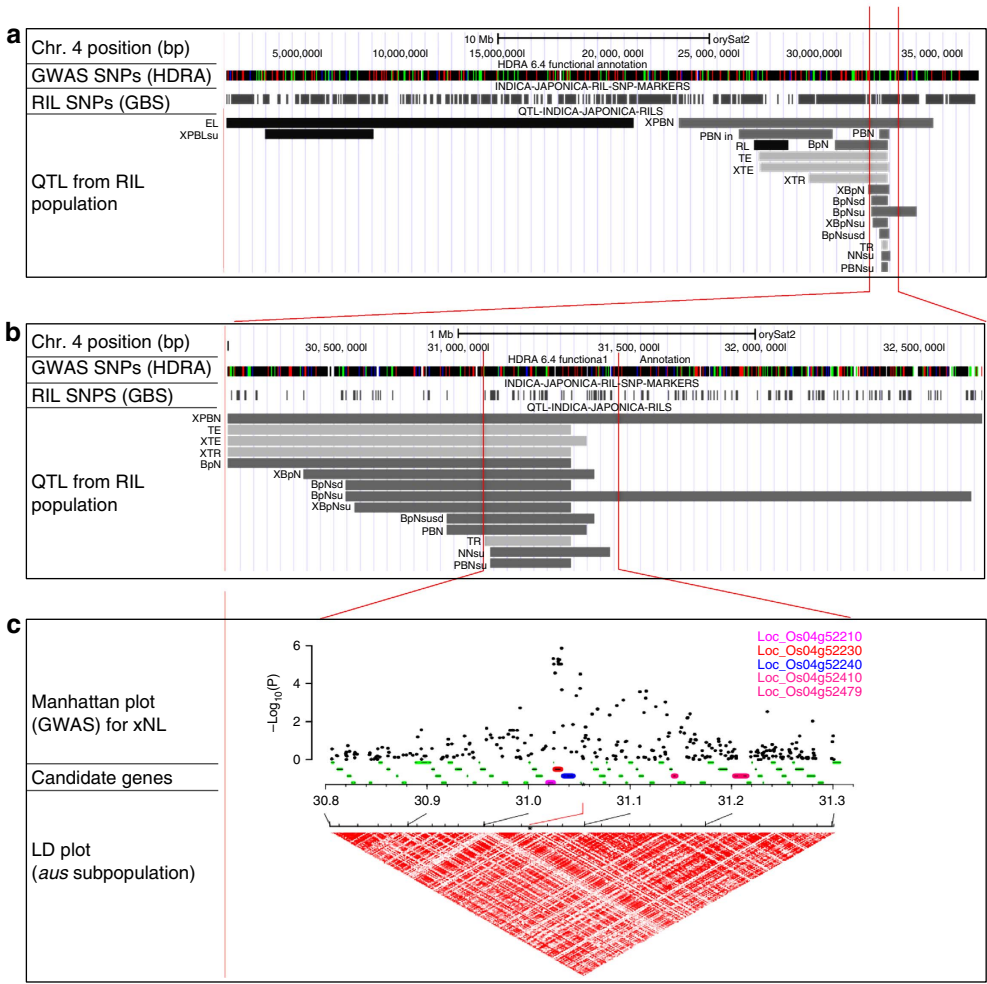 a
Chr. 4 position (bp)
10 Mb orySat2
5,000,000l 10,000,000l 15,000,000l 20,000,000l 25,000,000l 30,000,000l 35,000,000l
HDRA 6.4 functional annotation
GWAS SNPs (HDRA)
INDICA-JAPONICA-RIL-SNP-MARKERS
RIL SNPs (GBS)
QTL-INDICA-JAPONICA-RILS
EL XPBN
XPBLsu PBN in PBN
RL BpN
TE
XTE
XTR
QTL from RIL
population
XBpN
BpNsd
BpNsu
XBpNsu
BpNsusd
TR
NNsu
PBNsu
b
Chr. 4 position (bp)
1 Mb orySat2
30,500,000l 31,000,000l 31,500,000l 32,000,000l 32,500,000l
HDRA 6.4 functiona1 Annotation
GWAS SNPs (HDRA)
INDICA-JAPONICA-RIL-SNP-MARKERS
RIL SNPS (GBS)
QTL-INDICA-JAPONICA-RILS
XPBN
TE
XTE
XTR
BpN
QTL from RIL
population
XBpN
BpNsd
BpNsu
XBpNsu
BpNsusd
PBN
TR
NNsu
PBNsu
c
Loc_Os04g52210
Loc_Os04g52230
Loc_Os04g52240
Loc_Os04g52410
Loc_Os04g52479
Manhattan plot
(GWAS) for xNL
−Log10(P)
6
4
2
0
Candidate genes
30.8 30.9 31.0 31.1 31.2 31.3
LD plot
(aus subpopulation)